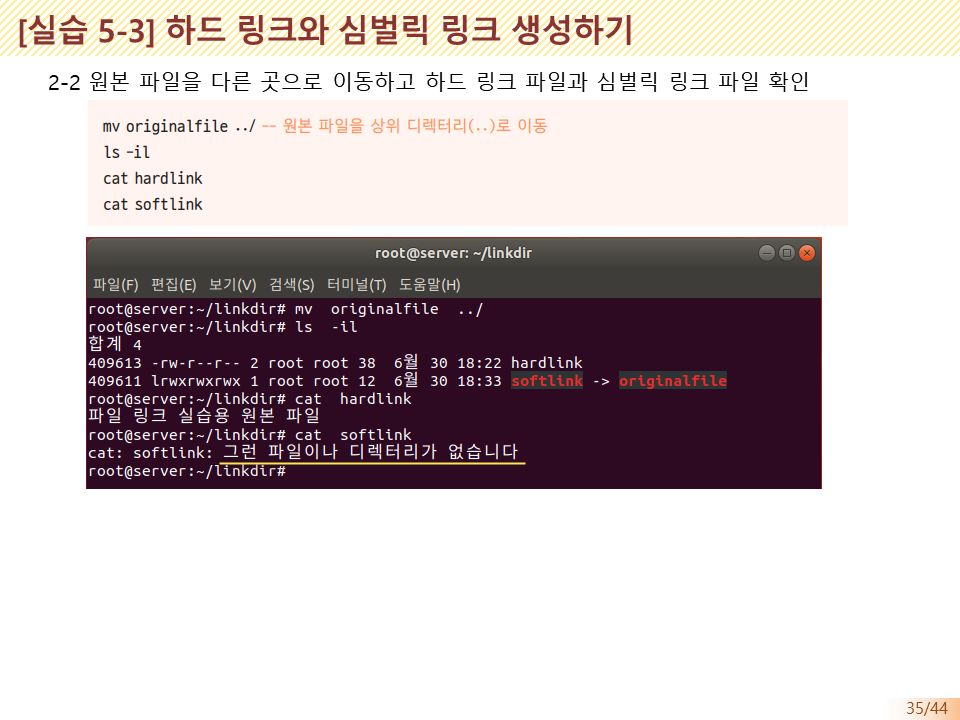 [실습 5-3] 하드 링크와 심벌릭 링크 생성하기
2-2 원본 파일을 다른 곳으로 이동하고 하드 링크 파일과 심벌릭 링크 파일 확인
mv originalfile ../ -- 원본 파일을 상위 디렉터리(..)로 이동
ls -il
cat hardlink
cat softlink
root@server: ~/linkdir
파일(F) 편집(E) 보기(V) 검색(S) 터미널(T) 도움말(H)
root@server:~/linkdir# mv  originalfile  ../
root@server:~/linkdir# ls  -il
합계 4
409613 -rw-r--r-- 2 root root 38  6월 30 18:22 hardlink
409611 lrwxrwxrwx 1 root root 12  6월 30 18:33 softlink -> originalfile
root@server:~/linkdir# cat  hardlink
파일 링크 실습용 원본 파일
root@server:~/linkdir# cat  softlink
cat: softlink: 그런 파일이나 디렉터리가 없습니다
root@server:~/linkdir#
35/44